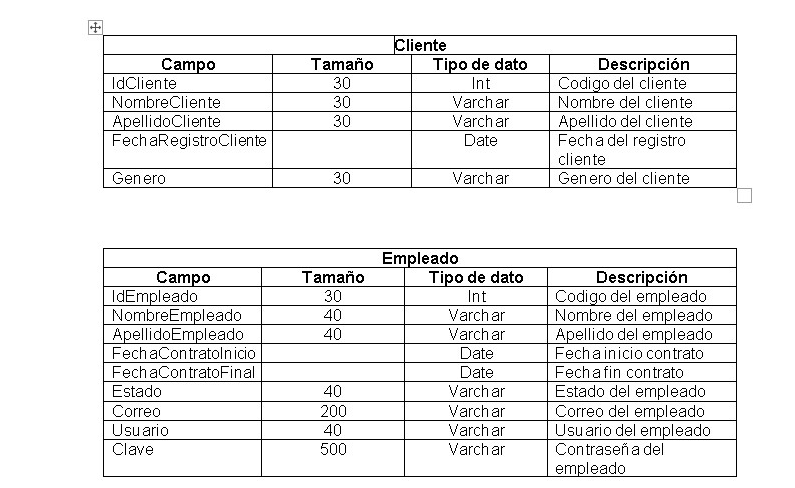 Cliente
Campo Tamaño Tipo de dato Descripción
IdCliente 30 Int Codigo del cliente
NombreCliente 30 Varchar Nombre del cliente
ApellidoCliente 30 Varchar Apellido del cliente
FechaRegistroCliente Date Fecha del registro
cliente
Genero 30 Varchar Genero del cliente
Empleado
Campo Tamaño Tipo de dato Descripción
IdEmpleado 30 Int Codigo del empleado
NombreEmpleado 40 Varchar Nombre del empleado
ApellidoEmpleado 40 Varchar Apellido del empleado
FechaContratoInicio Date Fecha inicio contrato
FechaContratoFinal Date Fecha fin contrato
Estado 40 Varchar Estado del empleado
Correo 200 Varchar Correo del empleado
Usuario 40 Varchar Usuario del empleado
Clave 500 Varchar Contraseña del
empleado